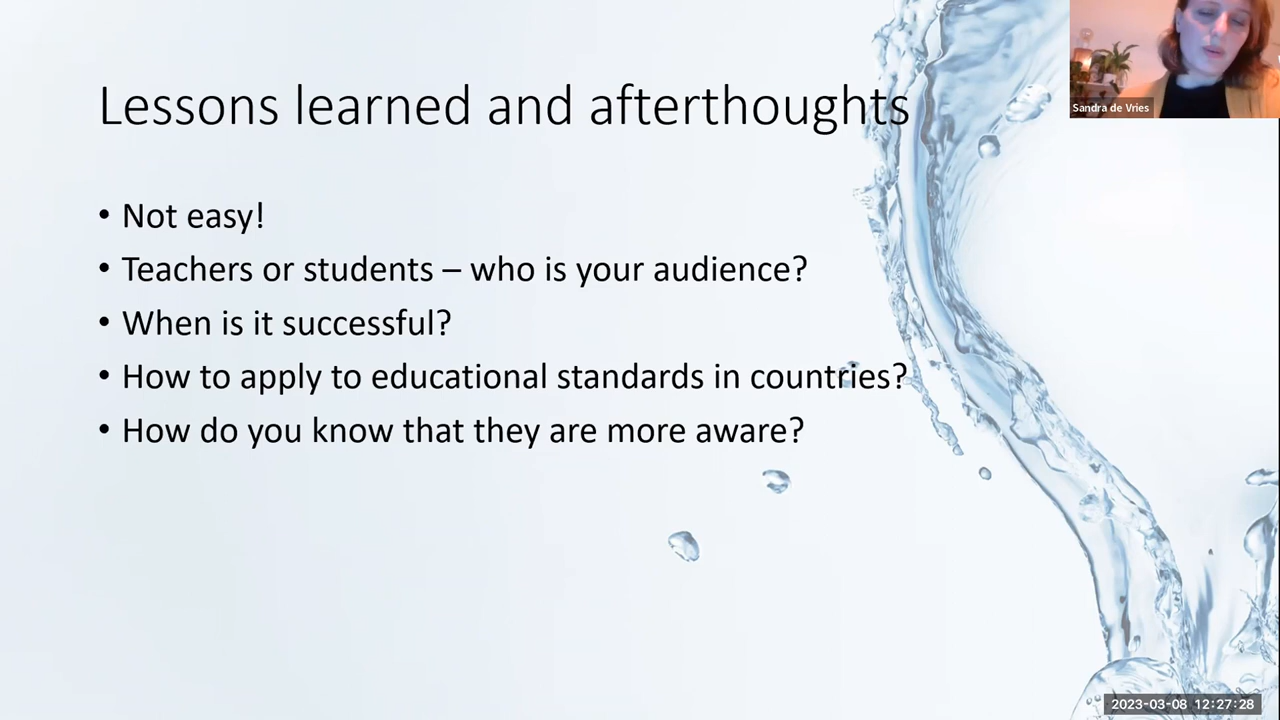 Sandra de Vries
Lessons learned and afterthoughts
• Not easy!
• Teachers or students – who is your audience?
• When is it successful?
• How to apply to educational standards in countries?
• How do you know that they are more aware?
2023-03-08 12:27:28